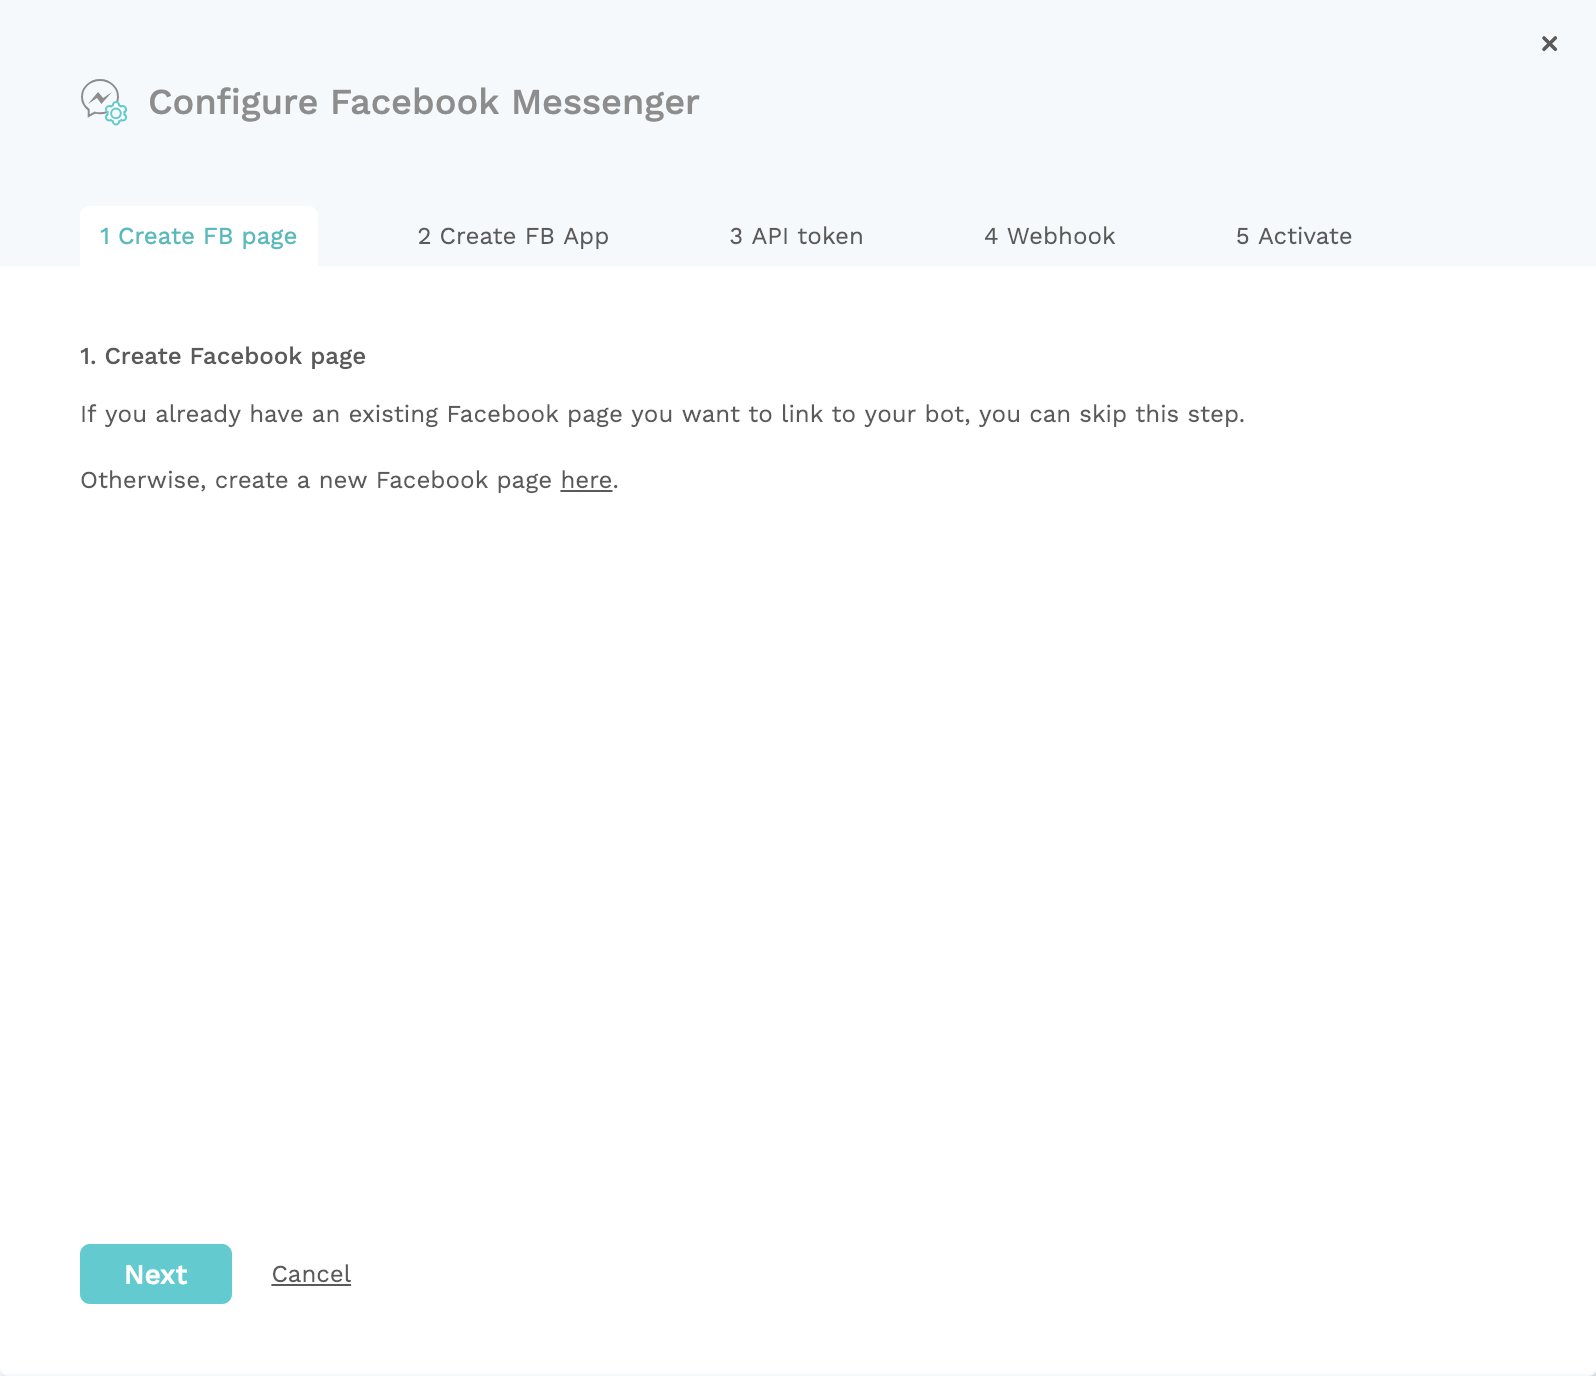 Configure Facebook Messenger
1 Create FB page
2 Create FB App
3 API token
4 Webhook
5 Activate
1. Create Facebook page
If you already have an existing Facebook page you want to link to your bot, you can skip this step.
Otherwise, create a new Facebook page here.
Next
Cancel